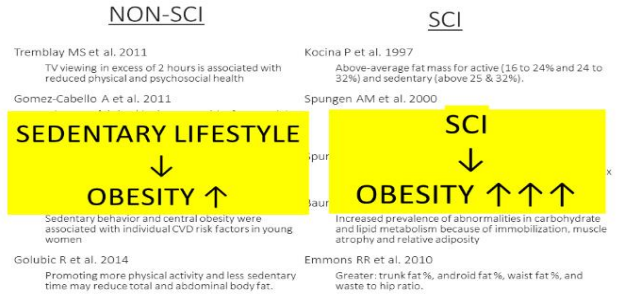 NON-SCI
Tremblay MS et al. 2011
TV viewing in excess of 2 hours is associated with
reduced physical and psychosocial health
Gomez-Cabello A et al. 2011
SEDENTARY LIFESTYLE
↓
OBESITY ↑
Sedentary behavior and central obesity were
associated with individual CVD risk factors in young
women
Golubic R et al. 2014
Promoting more physical activity and less sedentary
time may reduce total and abdominal body fat.
SCI
Kocina P et al. 1997
Above-average fat mass for active (16 to 24% and 24 to
32%) and sedentary (above 25 & 32%).
Spungen AM et al. 2000
SCI
↓
OBESITY ↑ ↑ ↑
Increased prevalence of abnormalities in carbohydrate
and lipid metabolism because of immobilization, muscle
atrophy and relative adiposity
Emmons RR et al. 2010
Greater: trunk fat %, android fat %, waist fat %, and
waste to hip ratio.